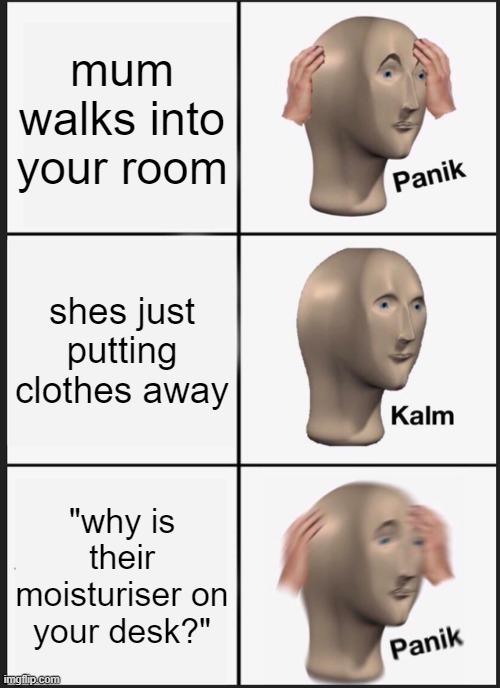 mum
walks into
your room
Panik
shes just
putting
clothes away
Kalm
"why is
their
moisturiser on
your desk?"
Panik
imgflip.com